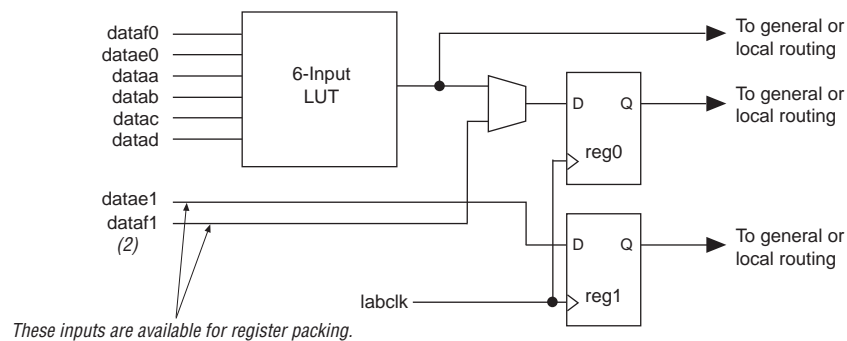 dataf0
datae0
dataa
datab
datac
datad
6-Input
LUT
To general or
local routing
D Q
reg0
To general or
local routing
datae1
dataf1
(2)
D Q
reg1
To general or
local routing
labclk
These inputs are available for register packing.